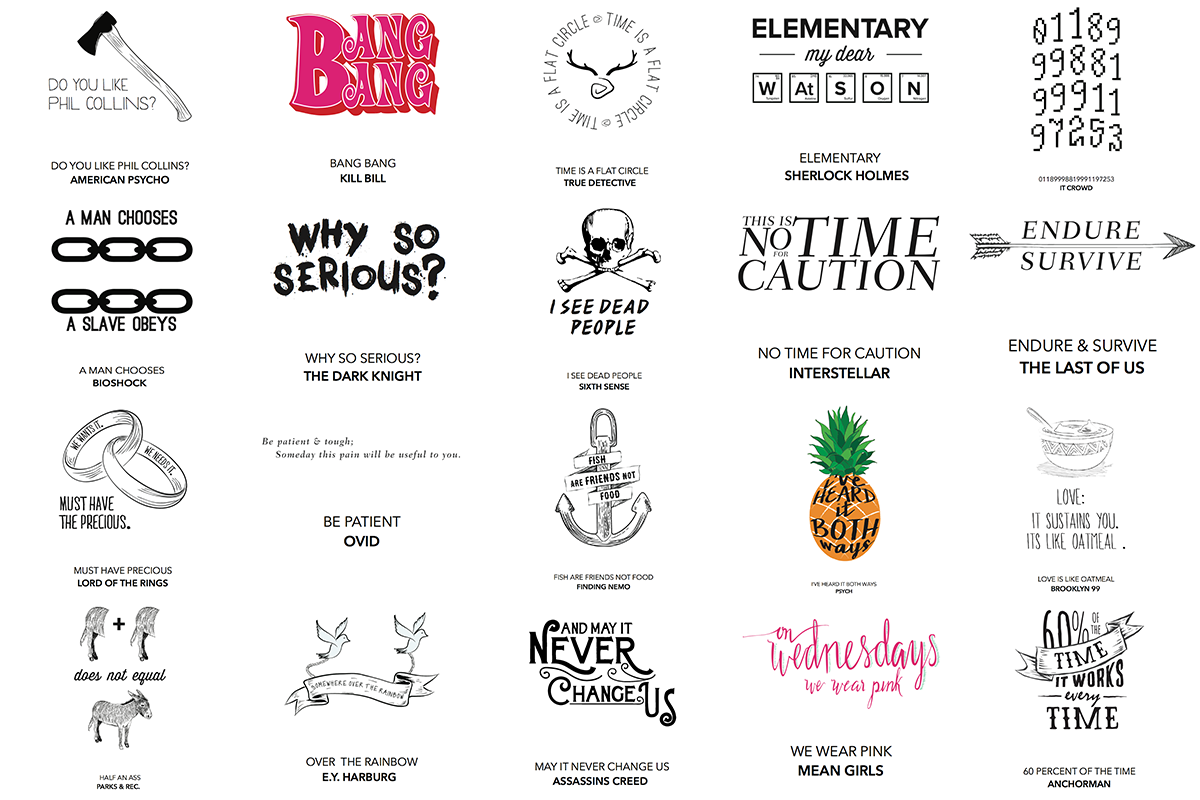 DO YOU LIKE
PHIL COLLINS?
DO YOU LIKE PHIL COLLINS?
AMERICAN PSYCHO
BANG
BANG
BANG BANG
KILL BILL
TIME IS A FLAT CIRCLE @ TIME IS A FLAT CIRCLE @
TIME IS A FLAT CIRCLE
TRUE DETECTIVE
ELEMENTARY
my dear
W At S O N
ELEMENTARY
SHERLOCK HOLMES
01189
99881
99911
97253
01189998819991197253
IT CROWD
A MAN CHOOSES
A SLAVE OBEYS
A MAN CHOOSES
BIOSHOCK
WHY SO
SERIOUS?
WHY SO SERIOUS?
THE DARK KNIGHT
I SEE DEAD
PEOPLE
I SEE DEAD PEOPLE
SIXTH SENSE
THIS IS
NO FOR TIME
CAUTION
NO TIME FOR CAUTION
INTERSTELLAR
ENDURE
SURVIVE
ENDURE & SURVIVE
THE LAST OF US
WE WANTS IT.
WE NEEDS IT.
MUST HAVE
THE PRECIOUS.
MUST HAVE PRECIOUS
LORD OF THE RINGS
Be patient & tough;
Someday this pain will be useful to you.
BE PATIENT
OVID
FISH
ARE FRIENDS NOT
FOOD
FISH ARE FRIENDS NOT FOOD
FINDING NEMO
I've
HEARD
it
BOTH
ways
I'VE HEARD IT BOTH WAYS
PSYCH
LOVE:
IT SUSTAINS YOU.
ITS LIKE OATMEAL .
LOVE IS LIKE OATMEAL
BROOKLYN 99
+
does not equal
HALF AN ASS
PARKS & REC.
SOMEWHERE OVER THE RAINBOW
OVER THE RAINBOW
E.Y. HARBURG
AND MAY IT
NEVER
CHANGE US
MAY IT NEVER CHANGE US
ASSASSINS CREED
on
Wednesdays
we wear pink
WE WEAR PINK
MEAN GIRLS
60% OF THE
TIME
IT WORKS
every
TIME
60 PERCENT OF THE TIME
ANCHORMAN